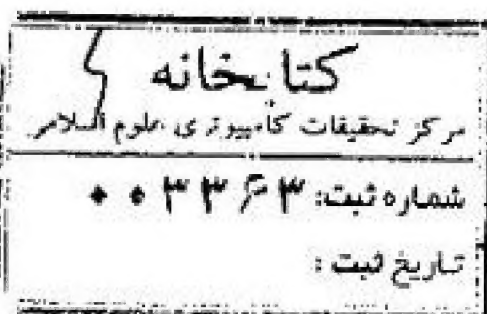 کتابخانه
مرکز تحقیقات کامپیوتری علوم اسلامی
شماره ثبت: ۰۰۳۳۶۳
تاریخ ثبت :